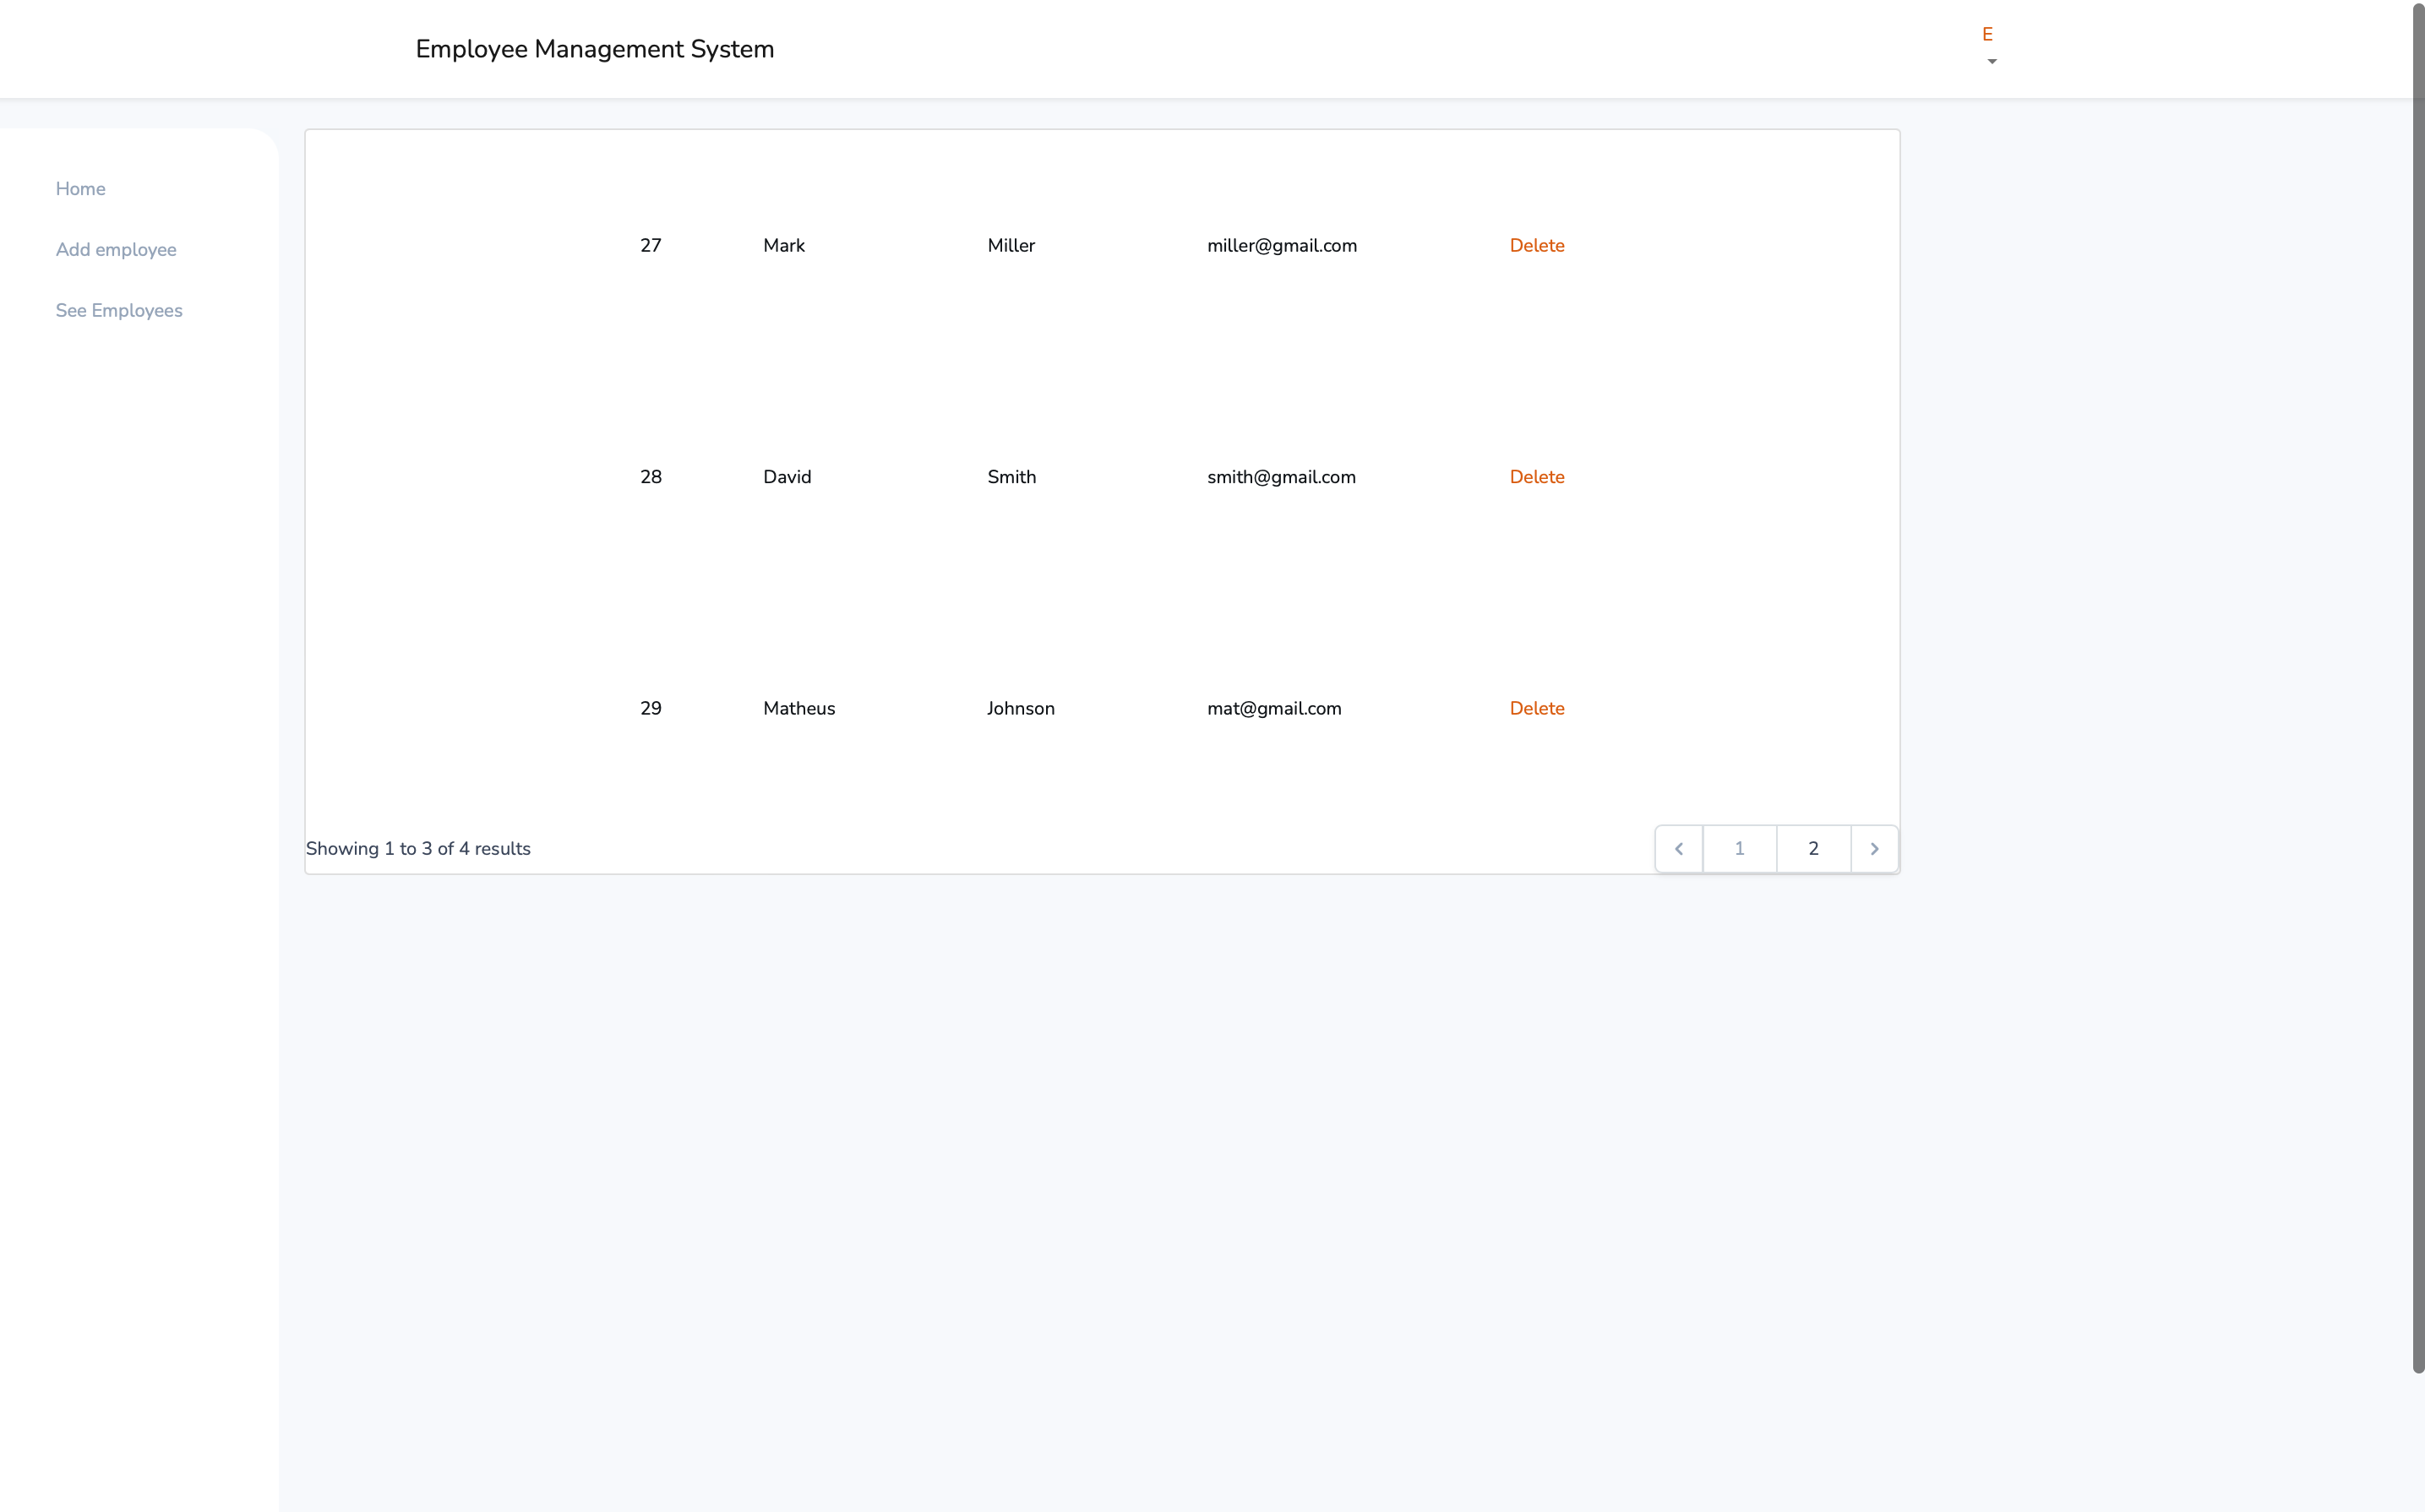 Employee Management System
E
Home
Add employee
See Employees
27 Mark Miller miller@gmail.com Delete
28 David Smith smith@gmail.com Delete
29 Matheus Johnson mat@gmail.com Delete
Showing 1 to 3 of 4 results
1 2